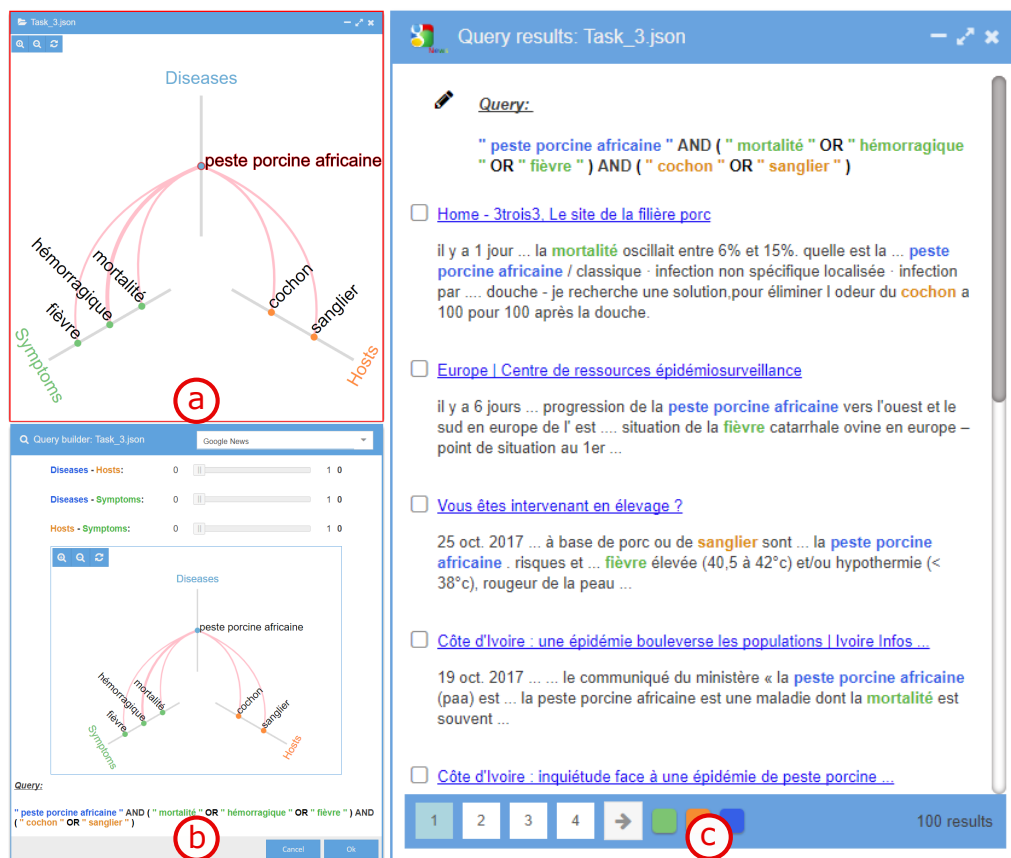 Task_3.json
Diseases
peste porcine africaine
hémorragique
mortalité
fièvre
cochon
sanglier
Symptoms
Hosts
a
Query builder: Task_3.json
Google News
Diseases - Hosts: 0 1 0
Diseases - Symptoms: 0 1 0
Hosts - Symptoms: 0 1 0
Diseases
peste porcine africaine
hémorragique
mortalité
fièvre
cochon
sanglier
Symptoms
Hosts
Query:
" peste porcine africaine " AND ( " mortalité " OR " hémorragique " OR " fièvre " ) AND
( " cochon " OR " sanglier " )
b
Cancel Ok
Query results: Task_3.json
News
Query:
" peste porcine africaine " AND ( " mortalité " OR " hémorragique
" OR " fièvre " ) AND ( " cochon " OR " sanglier " )
Home - 3trois3, Le site de la filière porc
il y a 1 jour ... la mortalité oscillait entre 6% et 15%. quelle est la ... peste
porcine africaine / classique · infection non spécifique localisée · infection
par .... douche - je recherche une solution,pour éliminer l odeur du cochon a
100 pour 100 après la douche.
Europe | Centre de ressources épidémiosurveillance
il y a 6 jours ... progression de la peste porcine africaine vers l'ouest et le
sud en europe de l' est .... situation de la fièvre catarrhale ovine en europe –
point de situation au 1er ...
Vous êtes intervenant en élevage ?
25 oct. 2017 ... à base de porc ou de sanglier sont ... la peste porcine
africaine . risques et ... fièvre élevée (40,5 à 42°c) et/ou hypothermie (<
38°c), rougeur de la peau ...
Côte d'Ivoire : une épidémie bouleverse les populations | Ivoire Infos ...
19 oct. 2017 ... ... le communiqué du ministère « la peste porcine africaine
(paa) est ... la peste porcine africaine est une maladie dont la mortalité est
souvent ...
Côte d'Ivoire : inquiétude face à une épidémie de peste porcine ...
1 2 3 4 100 results
c